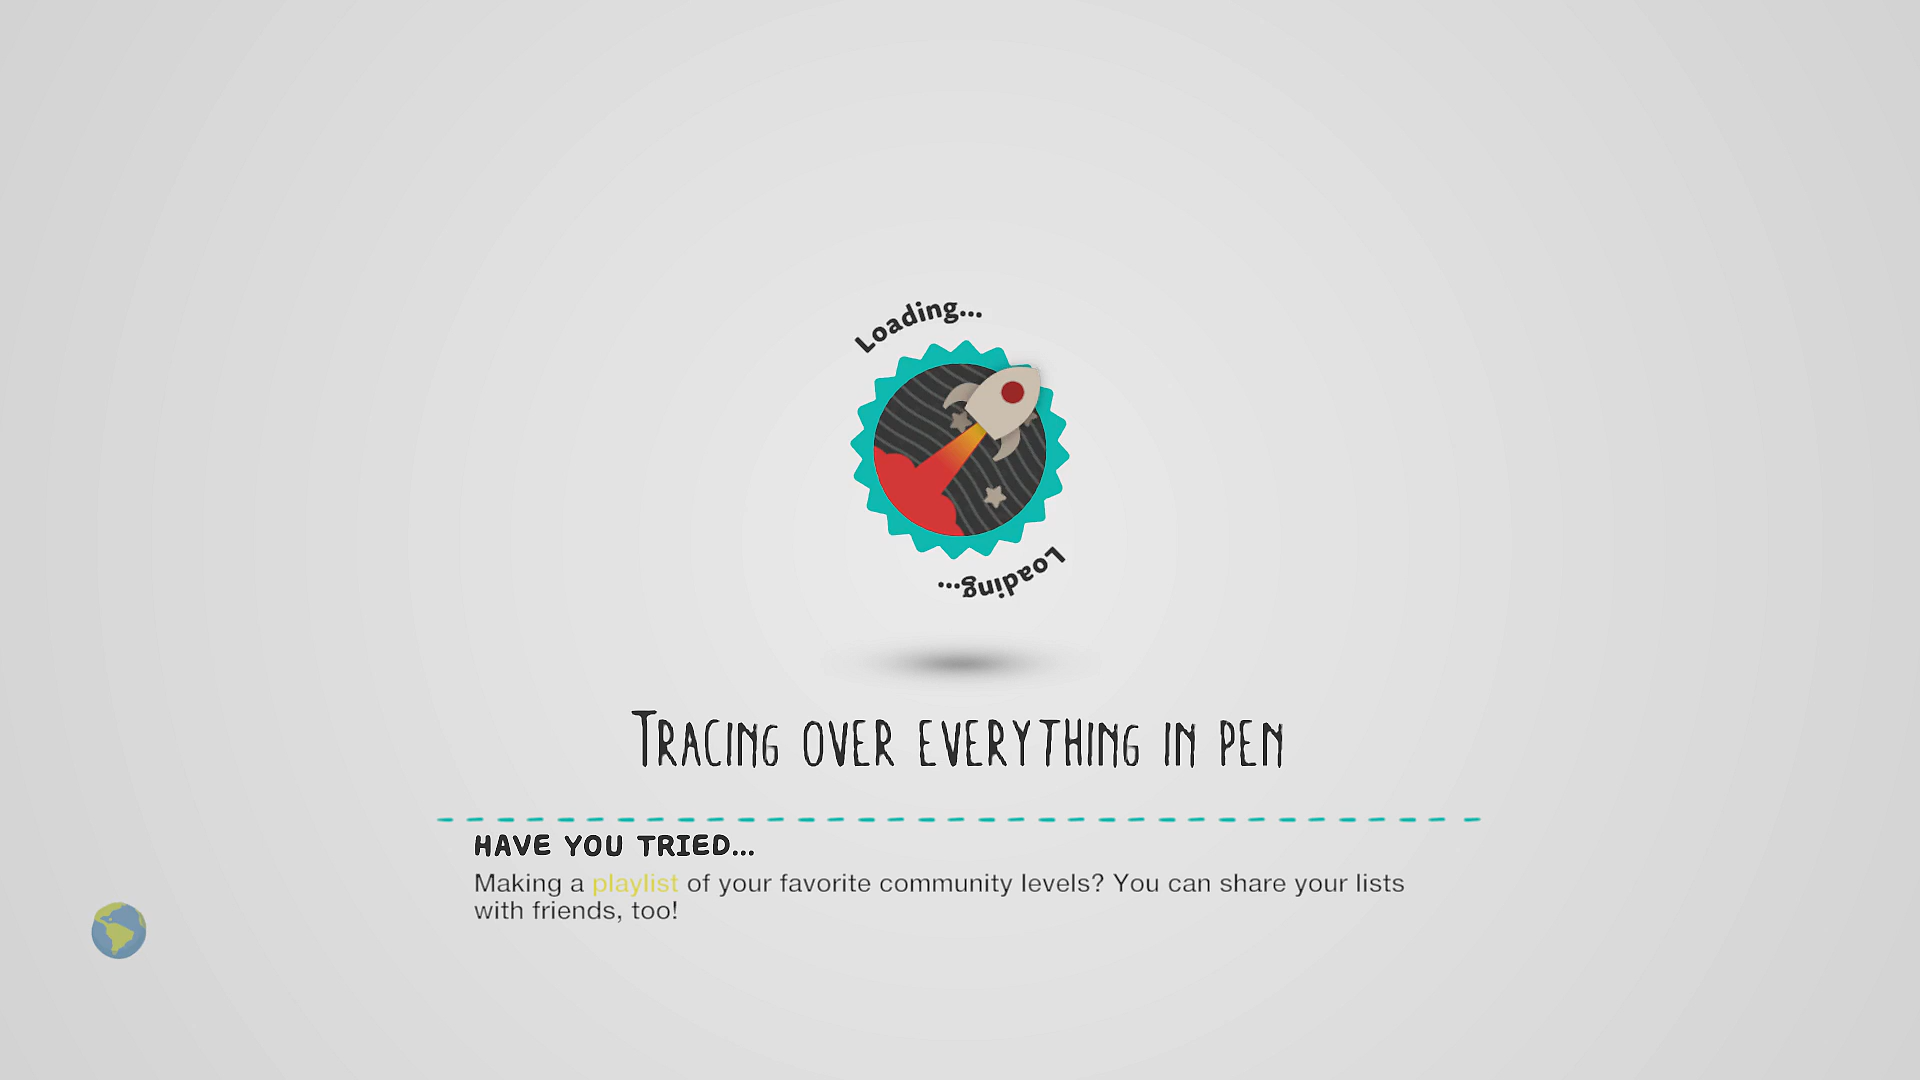 Loading...
Loading...
Tracing over everything in pen
HAVE YOU TRIED...
Making a playlist of your favorite community levels? You can share your lists
with friends, too!